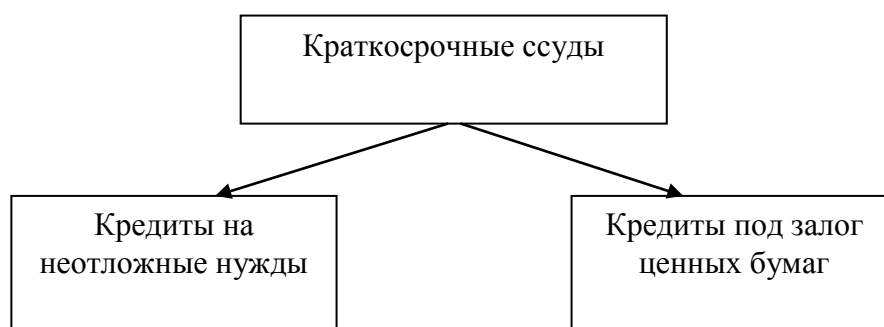 Краткосрочные ссуды
Кредиты на
неотложные нужды
Кредиты под залог
ценных бумаг